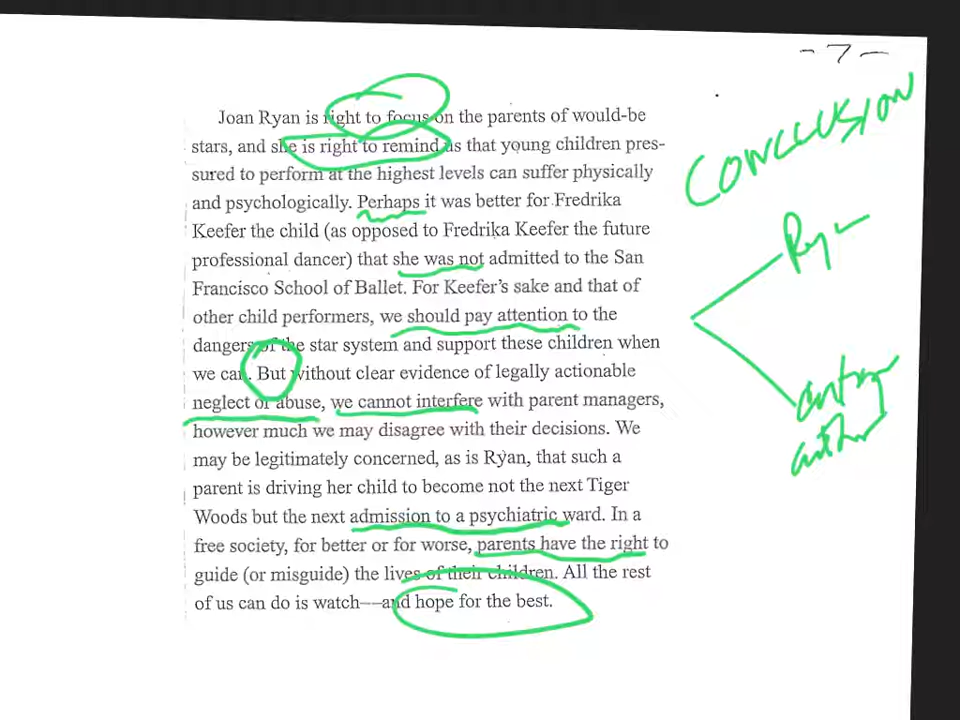 -7-
CONCLUSION
Joan Ryan is right to focus on the parents of would-be
stars, and she is right to remind us that young children pres-
sured to perform at the highest levels can suffer physically
and psychologically. Perhaps it was better for Fredrika
Keefer the child (as opposed to Fredrika Keefer the future
professional dancer) that she was not admitted to the San
Francisco School of Ballet. For Keefer's sake and that of
other child performers, we should pay attention to the
dangers of the star system and support these children when
we can. But without clear evidence of legally actionable
neglect or abuse, we cannot interfere with parent managers,
however much we may disagree with their decisions. We
may be legitimately concerned, as is Ryan, that such a
parent is driving her child to become not the next Tiger
Woods but the next admission to a psychiatric ward. In a
free society, for better or for worse, parents have the right to
guide (or misguide) the lives of their children. All the rest
of us can do is watch—and hope for the best.
Ryan